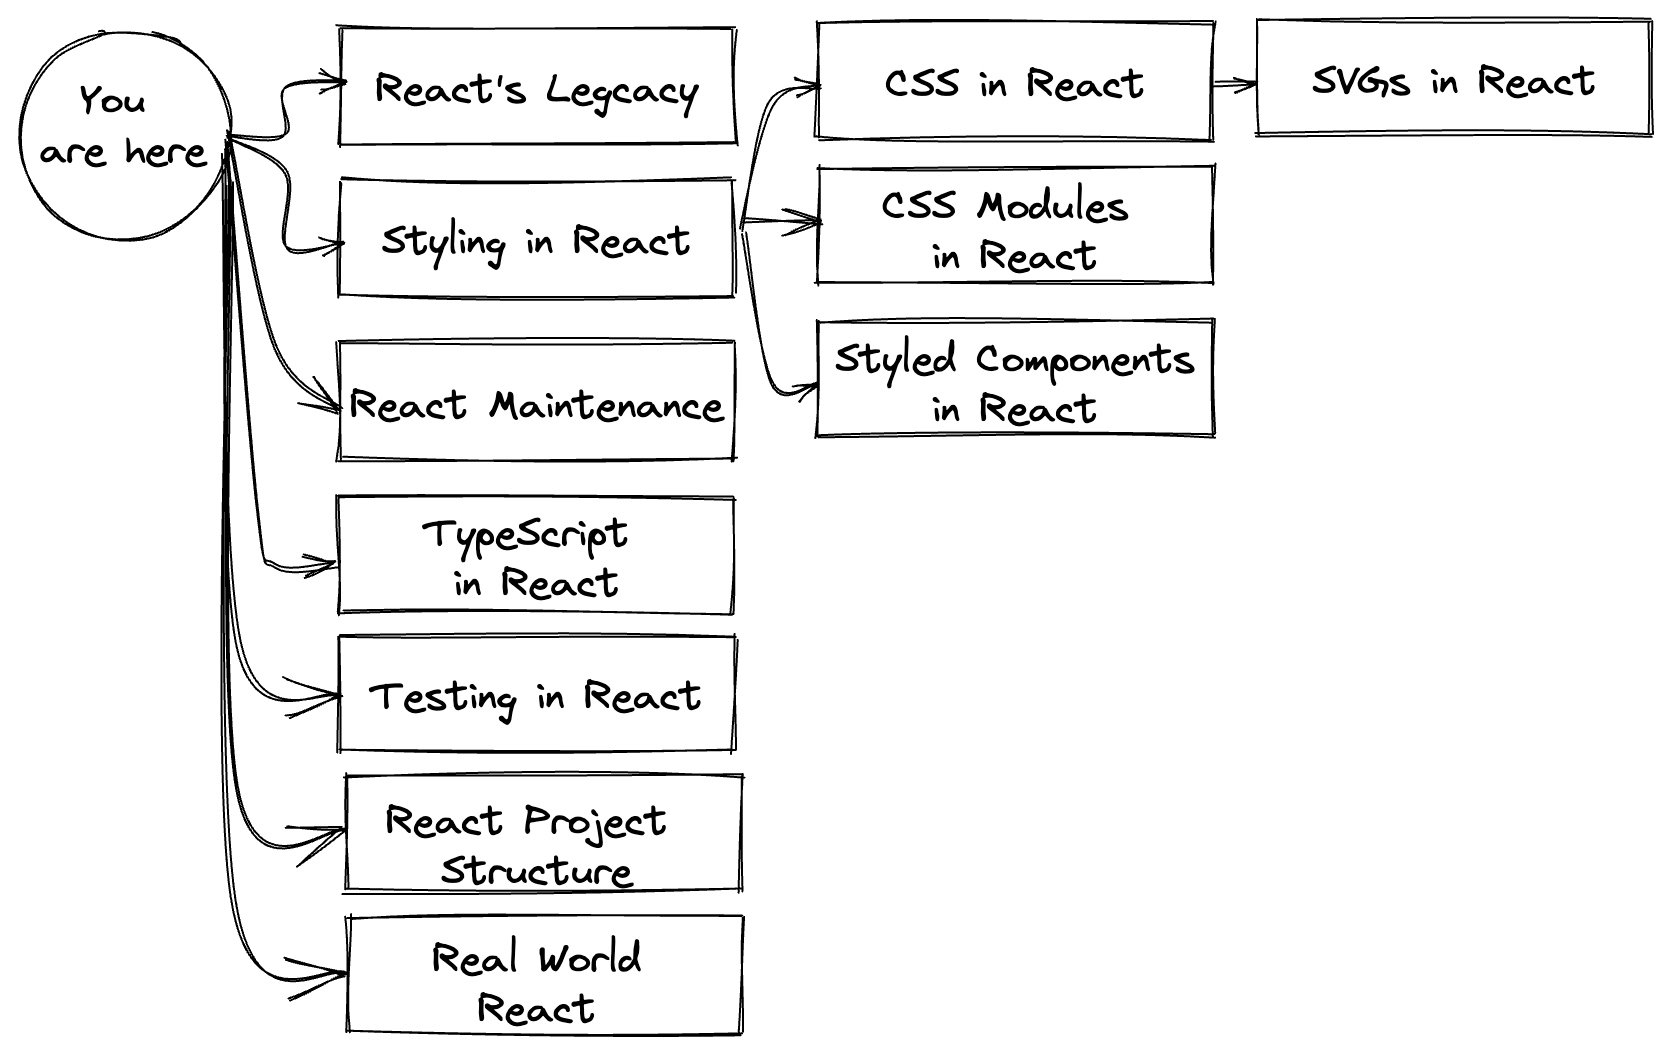 You
are here
React's Legcacy
Styling in React
React Maintenance
TypeScript
in React
Testing in React
React Project
Structure
Real World
React
CSS in React
CSS Modules
in React
Styled Components
in React
SVGs in React